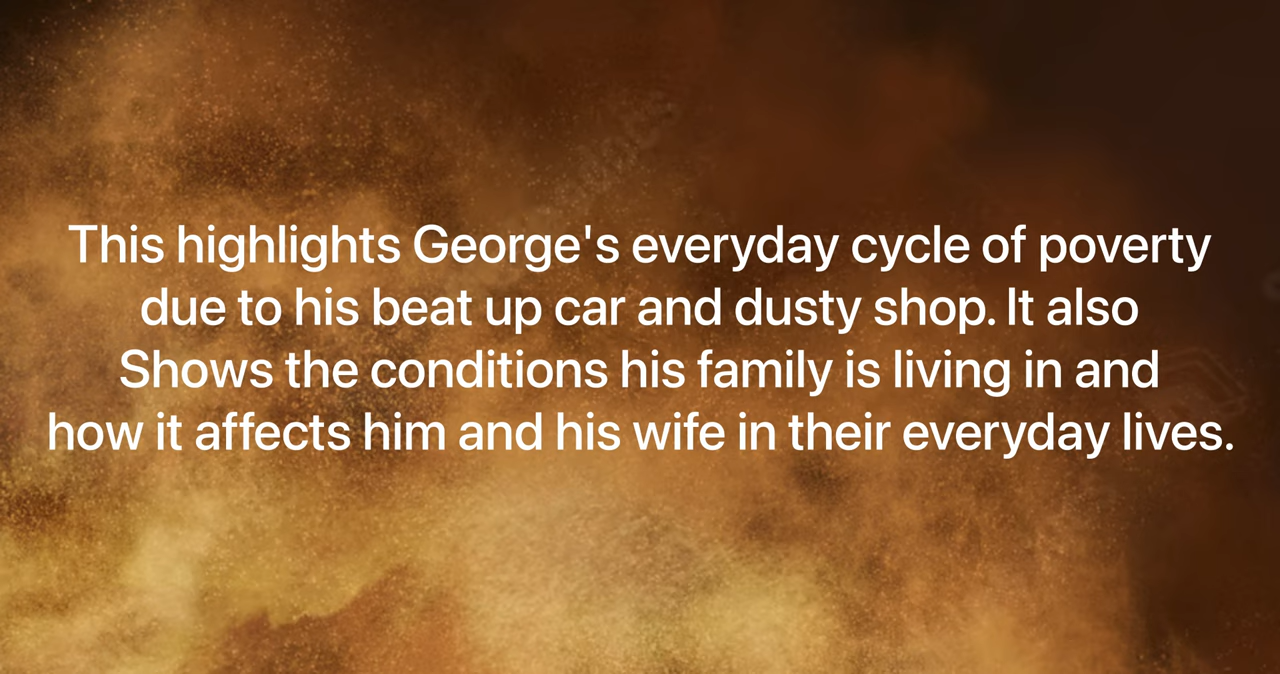 This highlights George's everyday cycle of poverty
due to his beat up car and dusty shop. It also
Shows the conditions his family is living in and
how it affects him and his wife in their everyday lives.